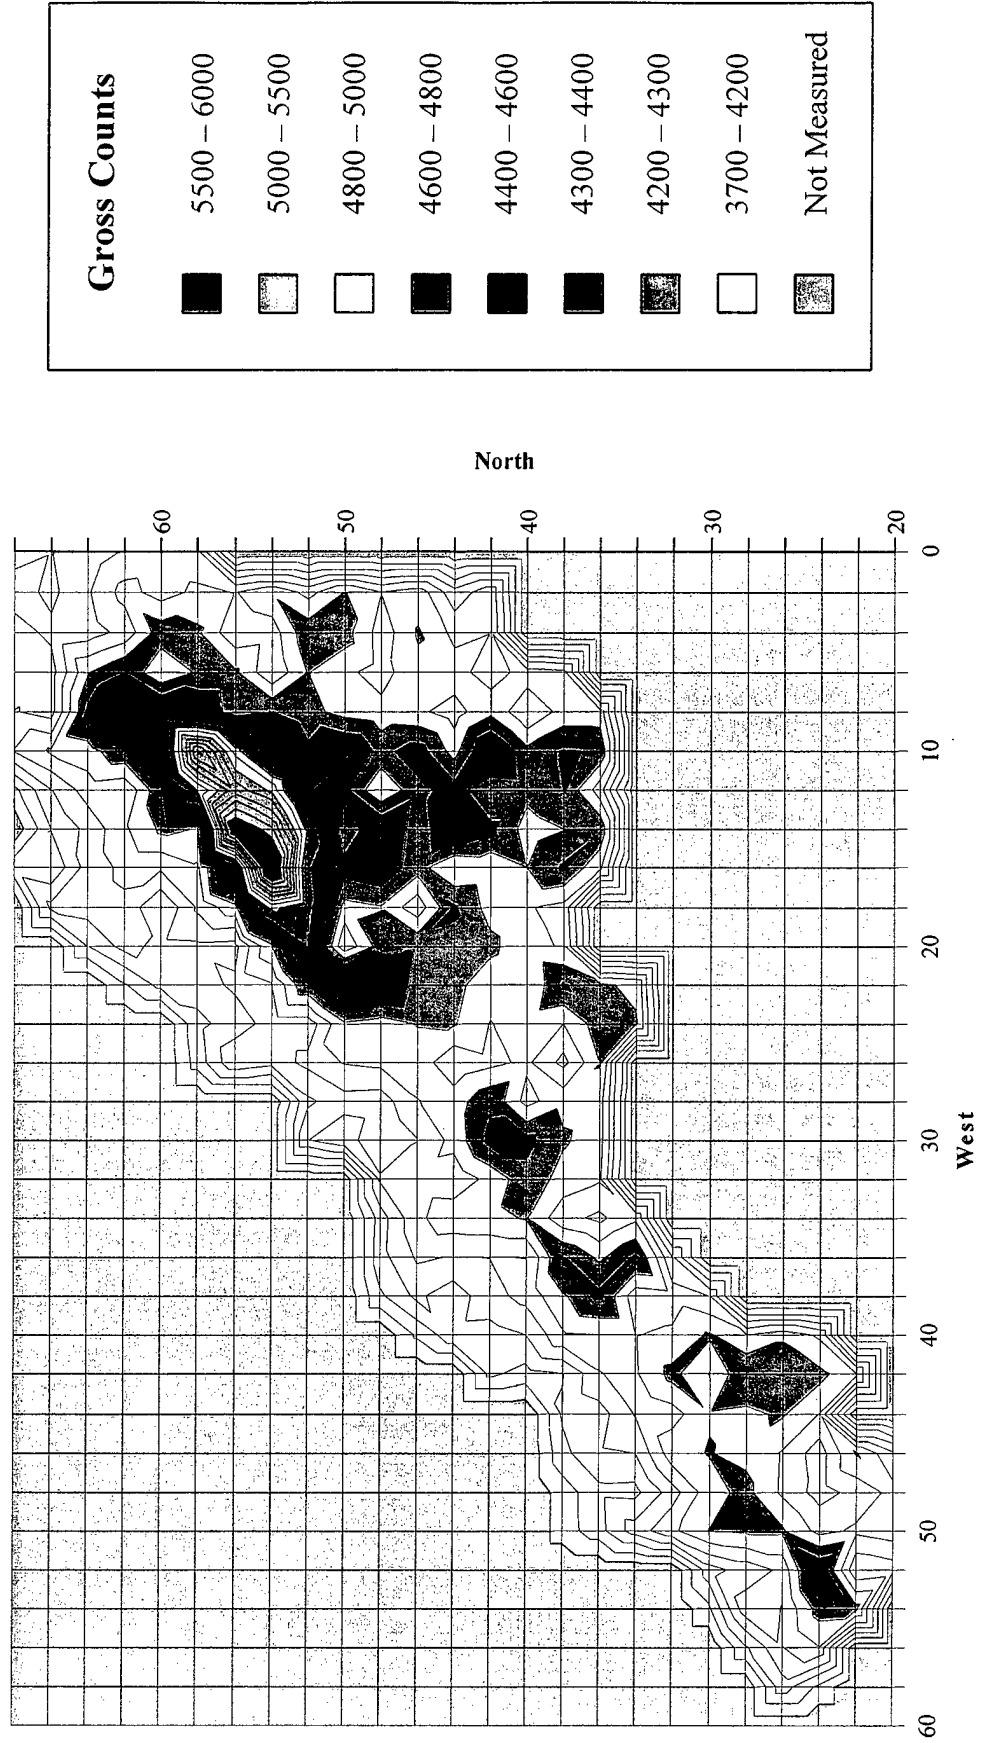 Gross Counts
5500 – 6000
5000 – 5500
4800 – 5000
4600 – 4800
4400 – 4600
4300 – 4400
4200 – 4300
3700 – 4200
Not Measured
North
60
50
40
30
20
0
10
20
30
40
50
60
West